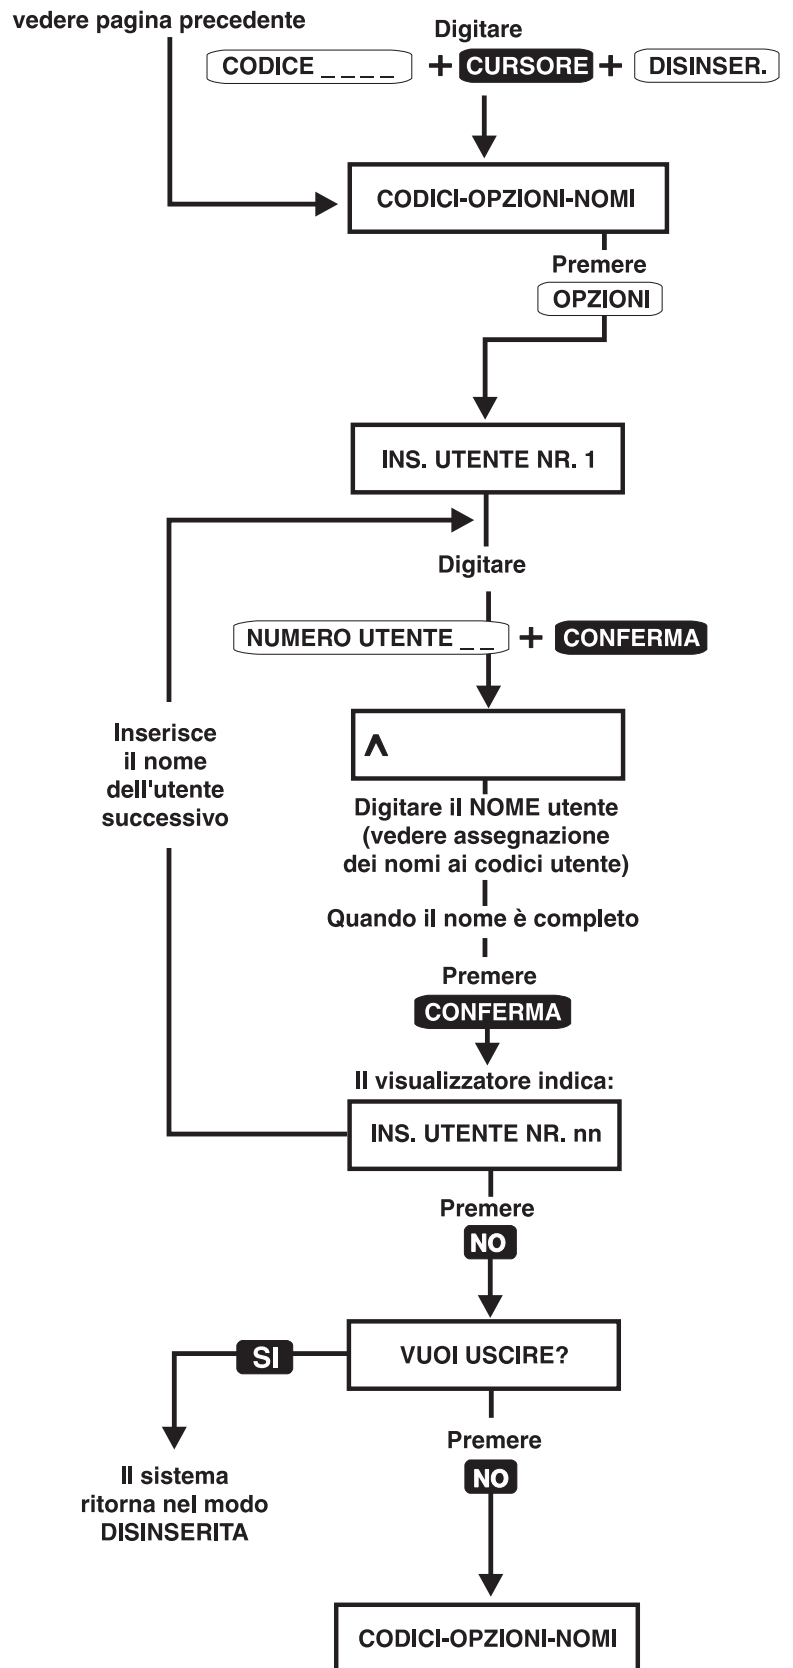 vedere pagina precedente
Digitare
CODICE _ _ _ _ + CURSORE + DISINSER.
CODICI-OPZIONI-NOMI
Premere
OPZIONI
INS. UTENTE NR. 1
Digitare
NUMERO UTENTE _ _ + CONFERMA
Inserisce
il nome
dell'utente
successivo
Λ
Digitare il NOME utente
(vedere assegnazione
dei nomi ai codici utente)
Quando il nome è completo
Premere
CONFERMA
Il visualizzatore indica:
INS. UTENTE NR. nn
Premere
NO
VUOI USCIRE?
SI
Il sistema
ritorna nel modo
DISINSERITA
Premere
NO
CODICI-OPZIONI-NOMI